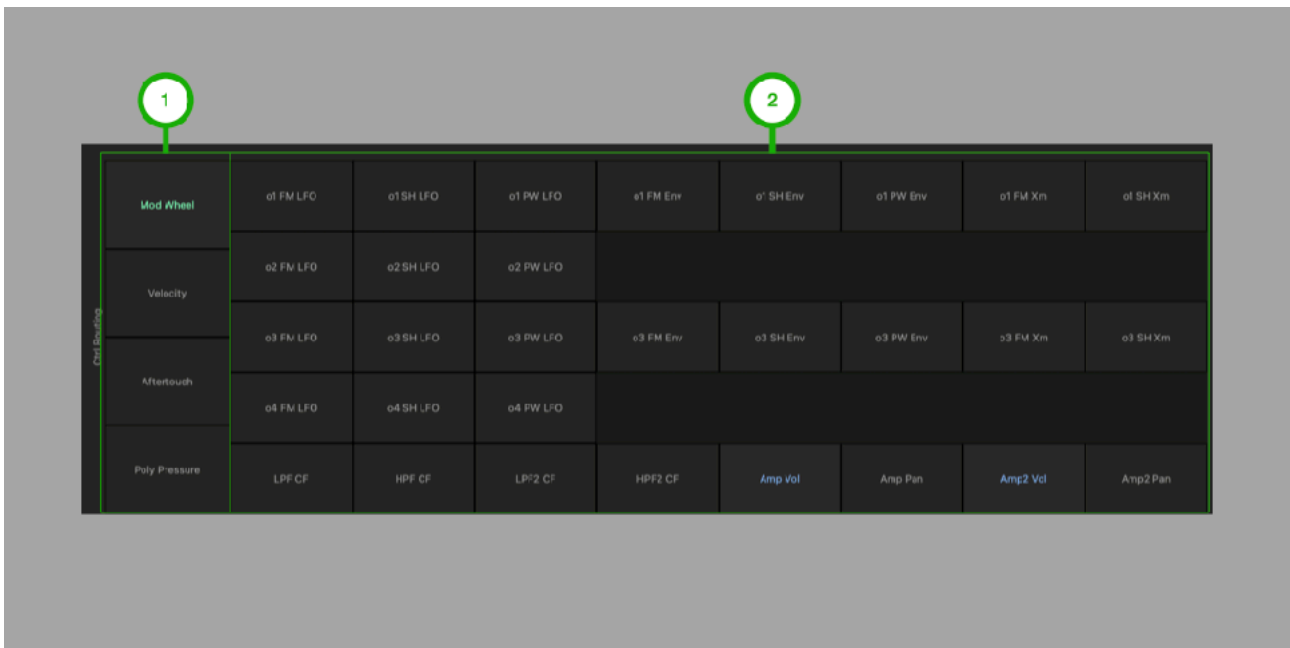 1
2
Mod Wheel
Velocity
Aftertouch
Poly Pressure
Ctrl Routing
o1 FM LFO o1 SH LFO o1 PW LFO o1 FM Env o1 SH Env o1 PW Env o1 FM Xm o1 SH Xm
o2 FM LFO o2 SH LFO o2 PW LFO
o3 FM LFO o3 SH LFO o3 PW LFO o3 FM Env o3 SH Env o3 PW Env o3 FM Xm o3 SH Xm
o4 FM LFO o4 SH LFO o4 PW LFO
LPF CF HPF CF LPF2 CF HPF2 CF Amp Vol Amp Pan Amp2 Vol Amp2 Pan